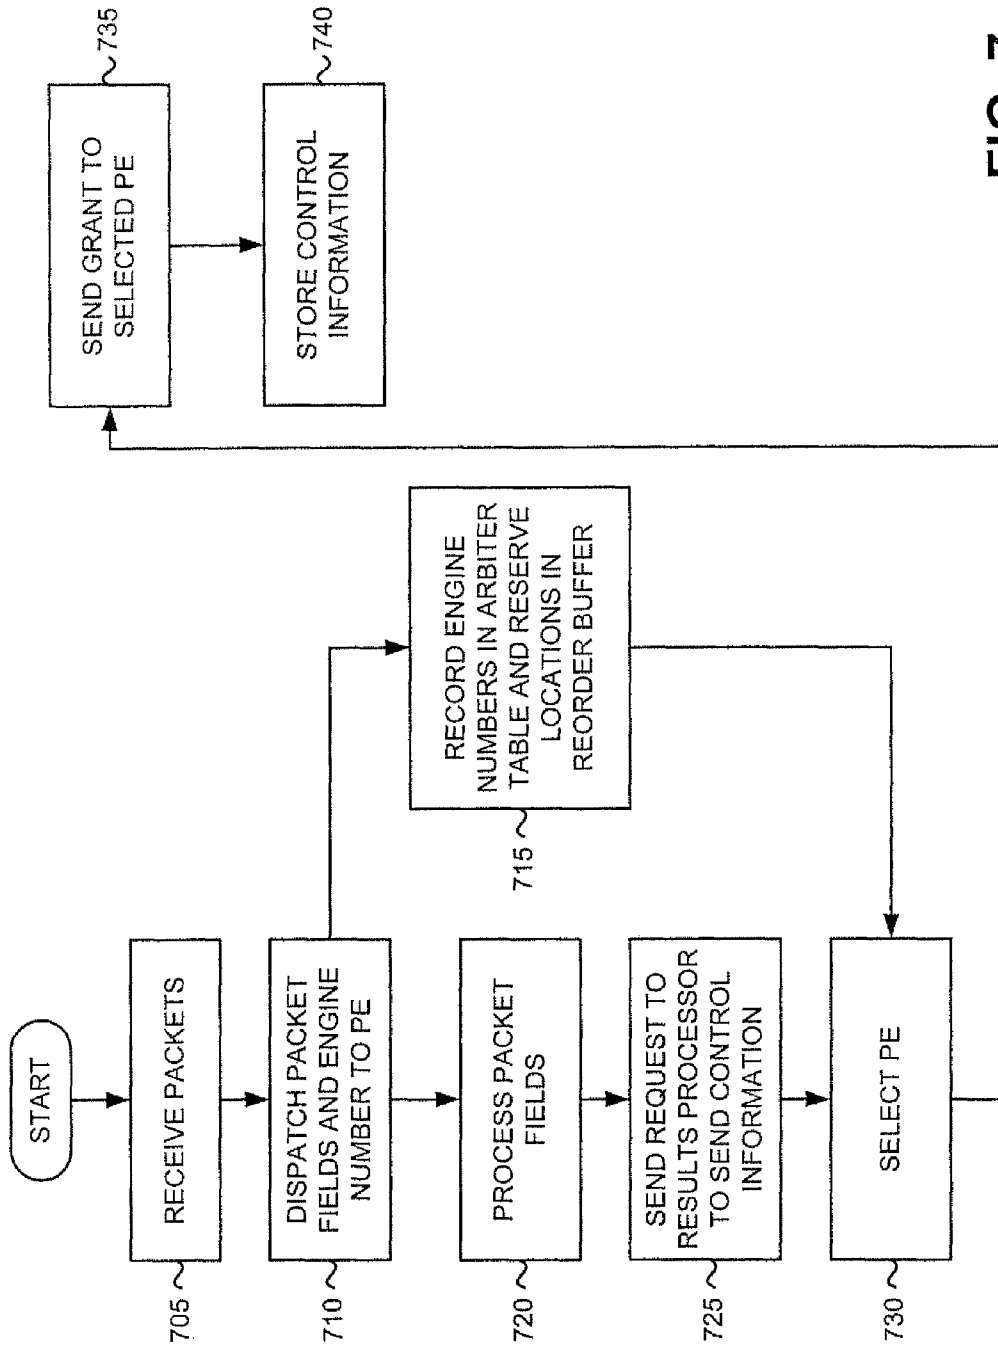 START
RECEIVE PACKETS
705
DISPATCH PACKET
FIELDS AND ENGINE
NUMBER TO PE
710
RECORD ENGINE
NUMBERS IN ARBITER
TABLE AND RESERVE
LOCATIONS IN
REORDER BUFFER
715
PROCESS PACKET
FIELDS
720
SEND REQUEST TO
RESULTS PROCESSOR
TO SEND CONTROL
INFORMATION
725
SELECT PE
730
SEND GRANT TO
SELECTED PE
735
STORE CONTROL
INFORMATION
740
FIG. 7